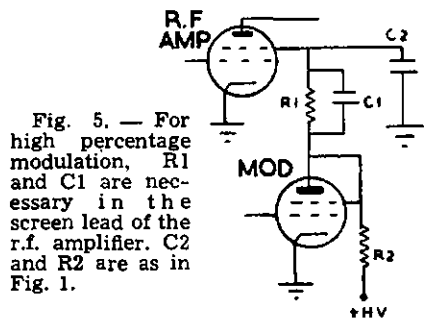 R.F
AMP
C2
R1
C1
MOD
R2
+HV
Fig. 5. — For
high percentage
modulation, R1
and C1 are nec-
essary in the
screen lead of the
r.f. amplifier. C2
and R2 are as in
Fig. 1.